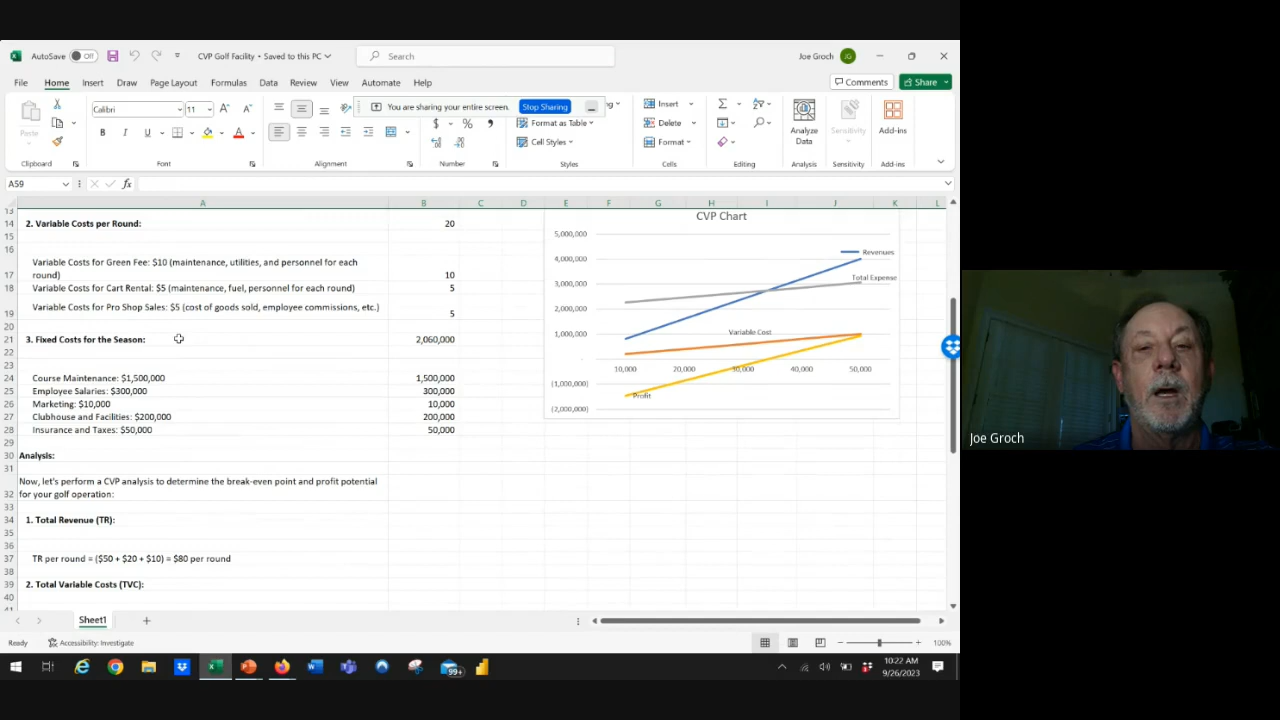 AutoSave Off CVP Golf Facility • Saved to this PC Search Joe Groch JG
File Home Insert Draw Page Layout Formulas Data Review View Automate Help Comments Share
Calibri 11 You are sharing your entire screen. Stop Sharing Insert Σ
Paste B I U A $ % Format as Table Delete Analyze Data Sensitivity Add-ins
Cell Styles Format
Clipboard Font Alignment Number Styles Cells Editing Analysis Sensitivity Add-ins
A59 fx
A B C D E F G H I J K L
13
14 2. Variable Costs per Round: 20
15
16
17 Variable Costs for Green Fee: $10 (maintenance, utilities, and personnel for each
round) 10
18 Variable Costs for Cart Rental: $5 (maintenance, fuel, personnel for each round) 5
19 Variable Costs for Pro Shop Sales: $5 (cost of goods sold, employee commissions, etc.) 5
20
21 3. Fixed Costs for the Season: 2,060,000
22
23
24 Course Maintenance: $1,500,000 1,500,000
25 Employee Salaries: $300,000 300,000
26 Marketing: $10,000 10,000
27 Clubhouse and Facilities: $200,000 200,000
28 Insurance and Taxes: $50,000 50,000
29
30 Analysis:
31
32 Now, let's perform a CVP analysis to determine the break-even point and profit potential
for your golf operation:
33
34 1. Total Revenue (TR):
35
36
37 TR per round = ($50 + $20 + $10) = $80 per round
38
39 2. Total Variable Costs (TVC):
40
41
CVP Chart
5,000,000
4,000,000
3,000,000
2,000,000
1,000,000
-
(1,000,000)
(2,000,000)
10,000 20,000 30,000 40,000 50,000
Revenues
Total Expense
Variable Cost
Profit
Sheet1
Ready Accessibility: Investigate 100%
99+
10:22 AM
9/26/2023
Joe Groch